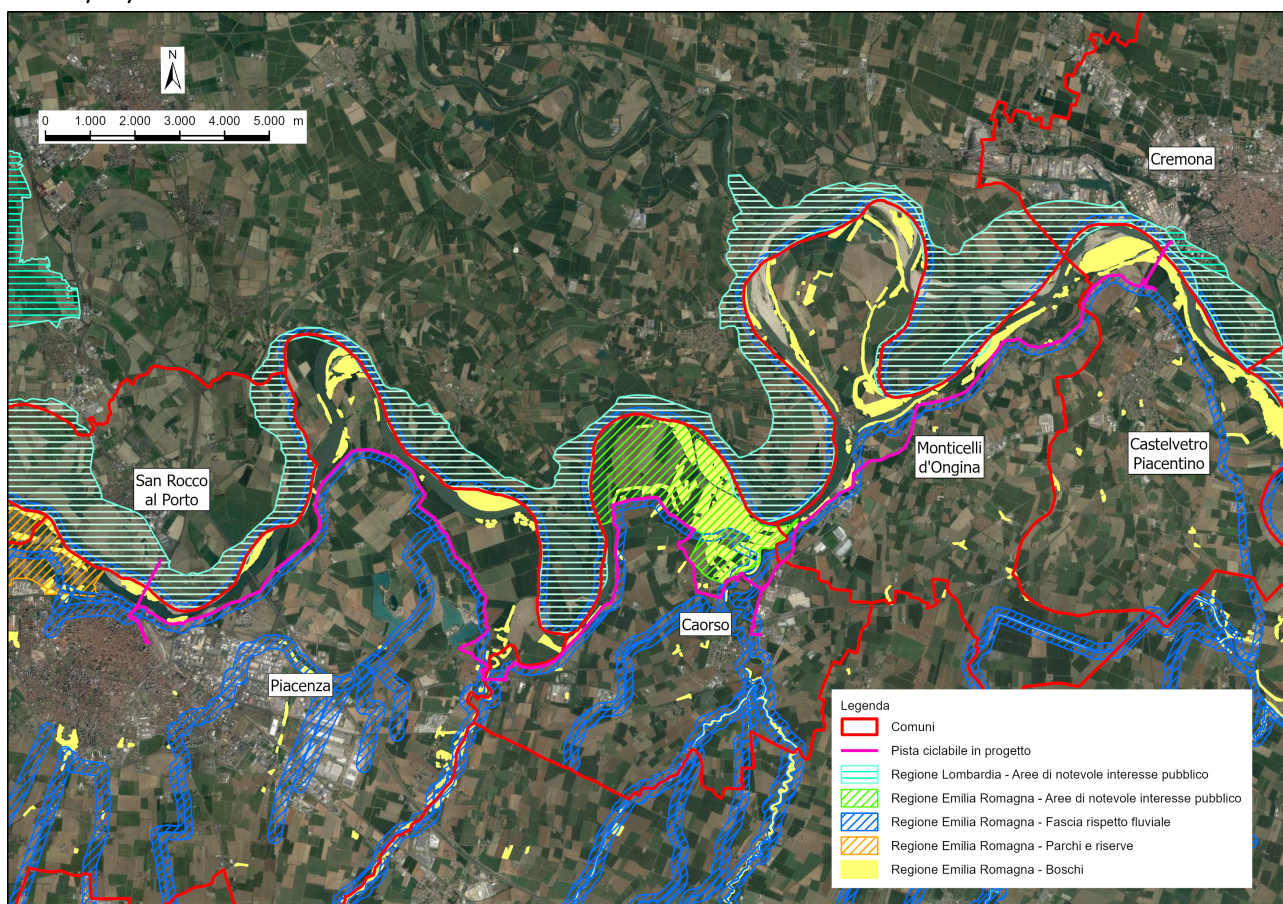 N
0 1.000 2.000 3.000 4.000 5.000 m
Cremona
San Rocco
al Porto
Monticelli
d'Ongina
Castelvetro
Piacentino
Caorso
Piacenza
Legenda
Comuni
Pista ciclabile in progetto
Regione Lombardia - Aree di notevole interesse pubblico
Regione Emilia Romagna - Aree di notevole interesse pubblico
Regione Emilia Romagna - Fascia rispetto fluviale
Regione Emilia Romagna - Parchi e riserve
Regione Emilia Romagna - Boschi